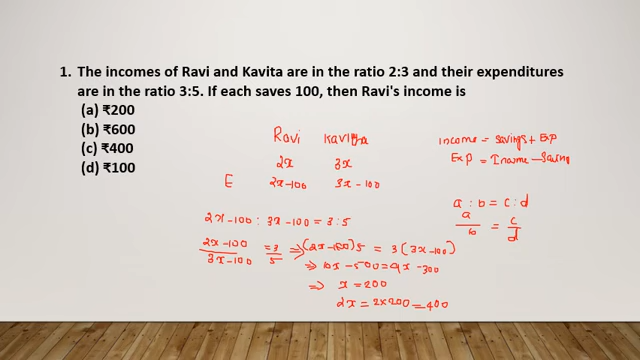 1. The incomes of Ravi and Kavita are in the ratio 2:3 and their expenditures
are in the ratio 3:5. If each saves 100, then Ravi's income is
(a) ₹200
(b) ₹600
(c) ₹400
(d) ₹100
Ravi Kavitha
2x 3x
E 2x-100 3x-100
2x-100 : 3x-100 = 3:5
2x-100/3x-100 = 3/5 ⇒ (2x-100)5 = 3(3x-100)
⇒ 10x-500=9x-300
⇒ x = 200
2x = 2x200 = 400
Income = Savings + Exp
Exp = Income - Saving
a : b = c : d
a/b = c/d